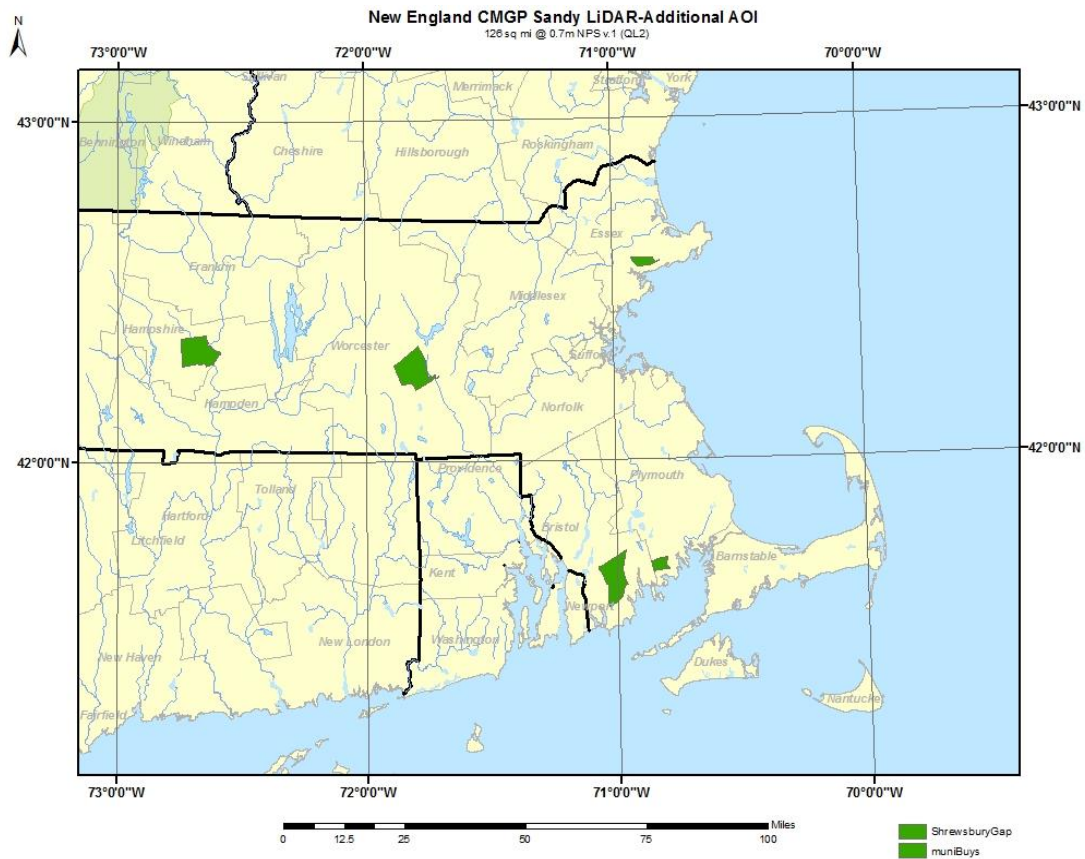 New England CMGP Sandy LiDAR-Additional AOI
126 sq mi @ 0.7m NPS v.1 (QL2)
N
73°0'0"W 72°0'0"W 71°0'0"W 70°0'0"W
Sullivan Merrimack Strafford York
43°0'0"N 43°0'0"N
Bennington Windham Cheshire Hillsborough Rockingham
Essex
Franklin
Middlesex
Hampshire Worcester Suffolk
Hampden Norfolk
42°0'0"N 42°0'0"N
Providence Plymouth
Tolland
Hartford Bristol
Litchfield Barnstable
Kent
Newport
New London Washington
New Haven Dukes
Nantucket
Fairfield
73°0'0"W 72°0'0"W 71°0'0"W 70°0'0"W
Miles
0 12.5 25 50 75 100
ShrewsburyGap
muniBuys